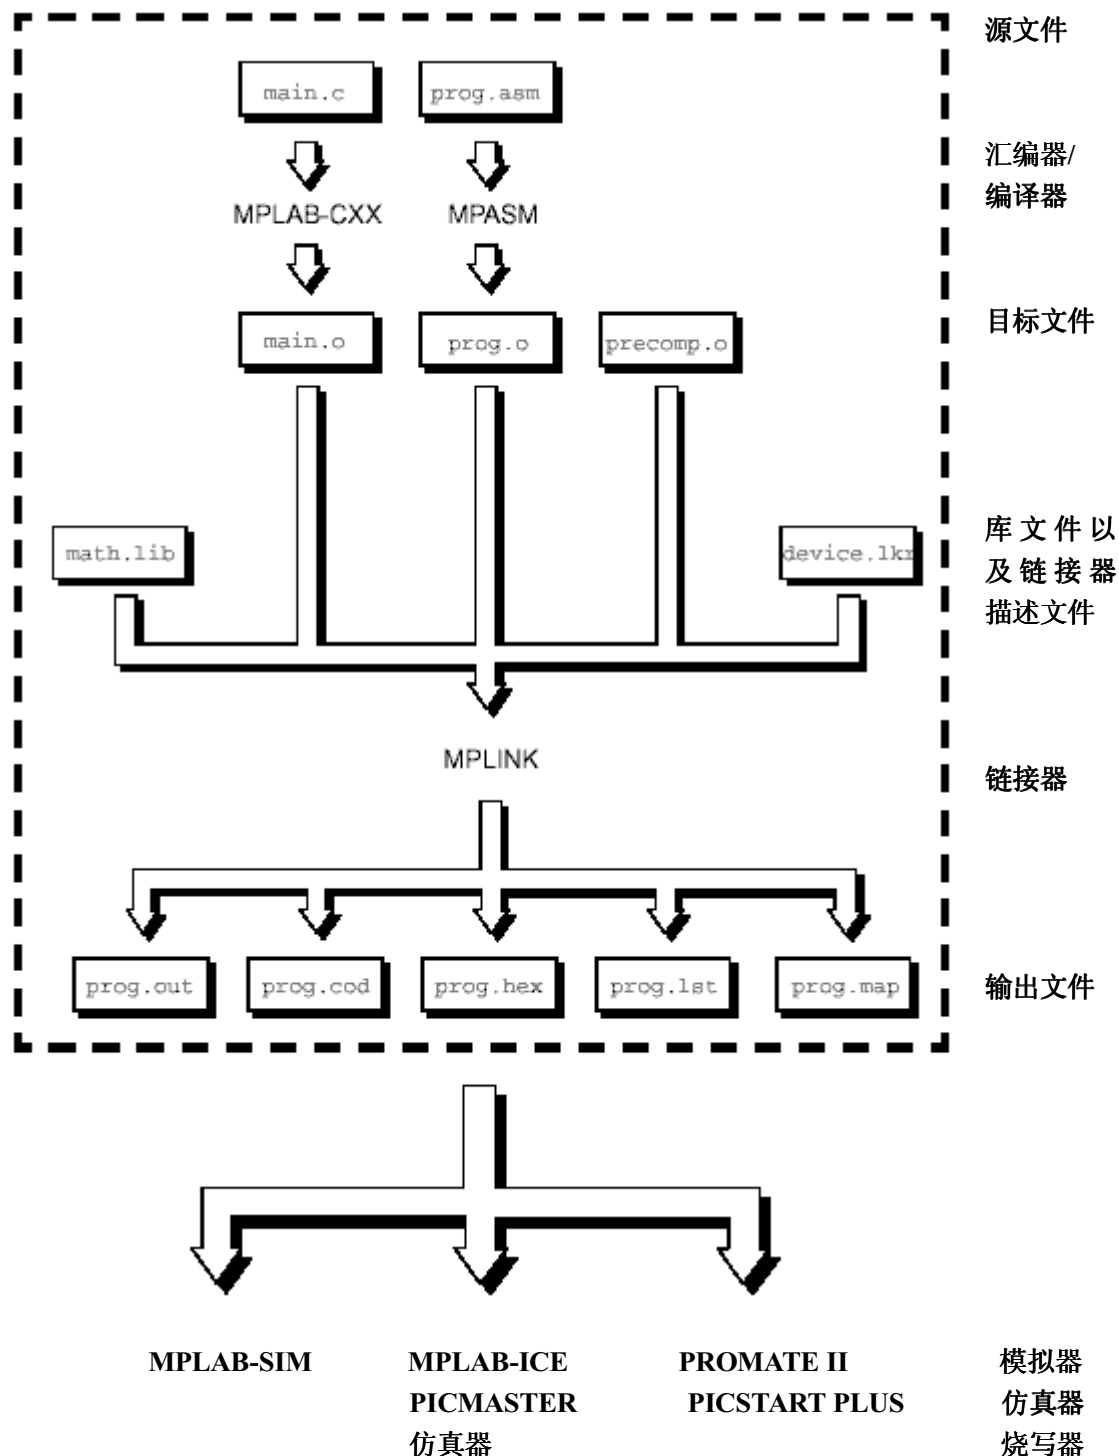 源文件
main.c prog.asm
汇编器/
编译器
MPLAB-CXX MPASM
目标文件
main.o prog.o precomp.o
库文件以
及链接器
描述文件
math.lib device.lkr
MPLINK
链接器
prog.out prog.cod prog.hex prog.lst prog.map
输出文件
MPLAB-SIM MPLAB-ICE PROMATE II 模拟器
PICMASTER PICSTART PLUS 仿真器
仿真器 烧写器